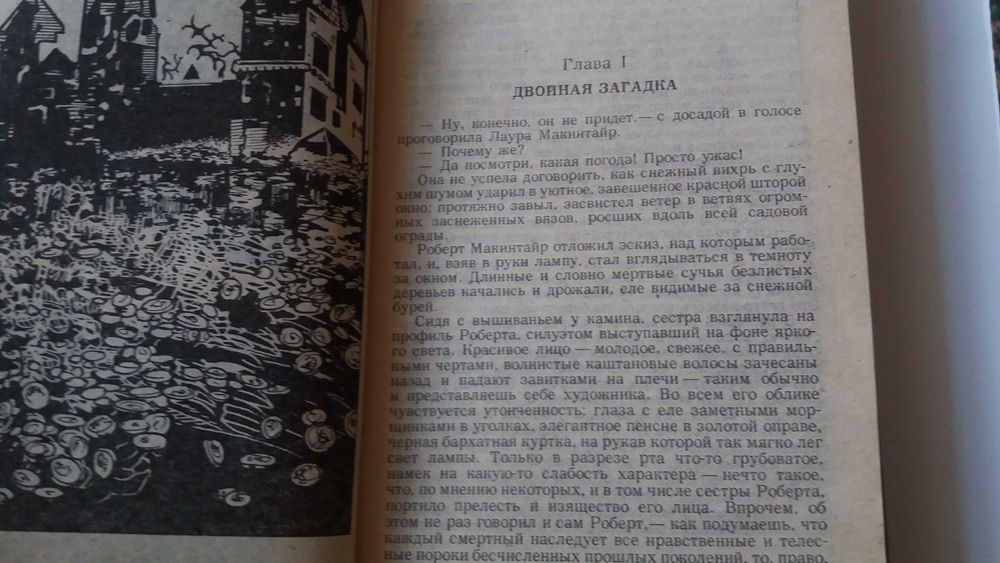 Глава I
ДВОЙНАЯ ЗАГАДКА
— Ну, конечно, он не придет,— с досадой в голосе
проговорила Лаура Макинтайр.
— Почему же?
— Да посмотри, какая погода! Просто ужас!
Она не успела договорить, как снежный вихрь с глу-
хим шумом ударил в уютное, завешенное красной шторой
окно; протяжно завыл, засвистел ветер в ветвях огром-
ных заснеженных вязов, росших вдоль всей садовой
ограды.
Роберт Макинтайр отложил эскиз, над которым рабо-
тал, и, взяв в руки лампу, стал вглядываться в темноту
за окном. Длинные и словно мертвые сучья безлистых
деревьев качались и дрожали, еле видимые за снежной
бурей.
Сидя с вышиваньем у камина, сестра взглянула на
профиль Роберта, силуэтом выступавший на фоне ярко-
го света. Красивое лицо — молодое, свежее, с правиль-
ными чертами, волнистые каштановые волосы зачесаны
назад и падают завитками на плечи — таким обычно
и представляешь себе художника. Во всем его облике
чувствуется утонченность: глаза с еле заметными мор-
щинками в уголках, элегантное пенсне в золотой оправе,
черная бархатная куртка, на рукав которой так мягко лег
свет лампы. Только в разрезе рта что-то грубоватое,
намек на какую-то слабость характера — нечто такое,
что, по мнению некоторых, и в том числе сестры Роберта,
портило прелесть и изящество его лица. Впрочем, об
этом не раз говорил и сам Роберт,— как подумаешь, что
каждый смертный наследует все нравственные и телес-
ные пороки бесчисленных прошлых поколений, то, право,